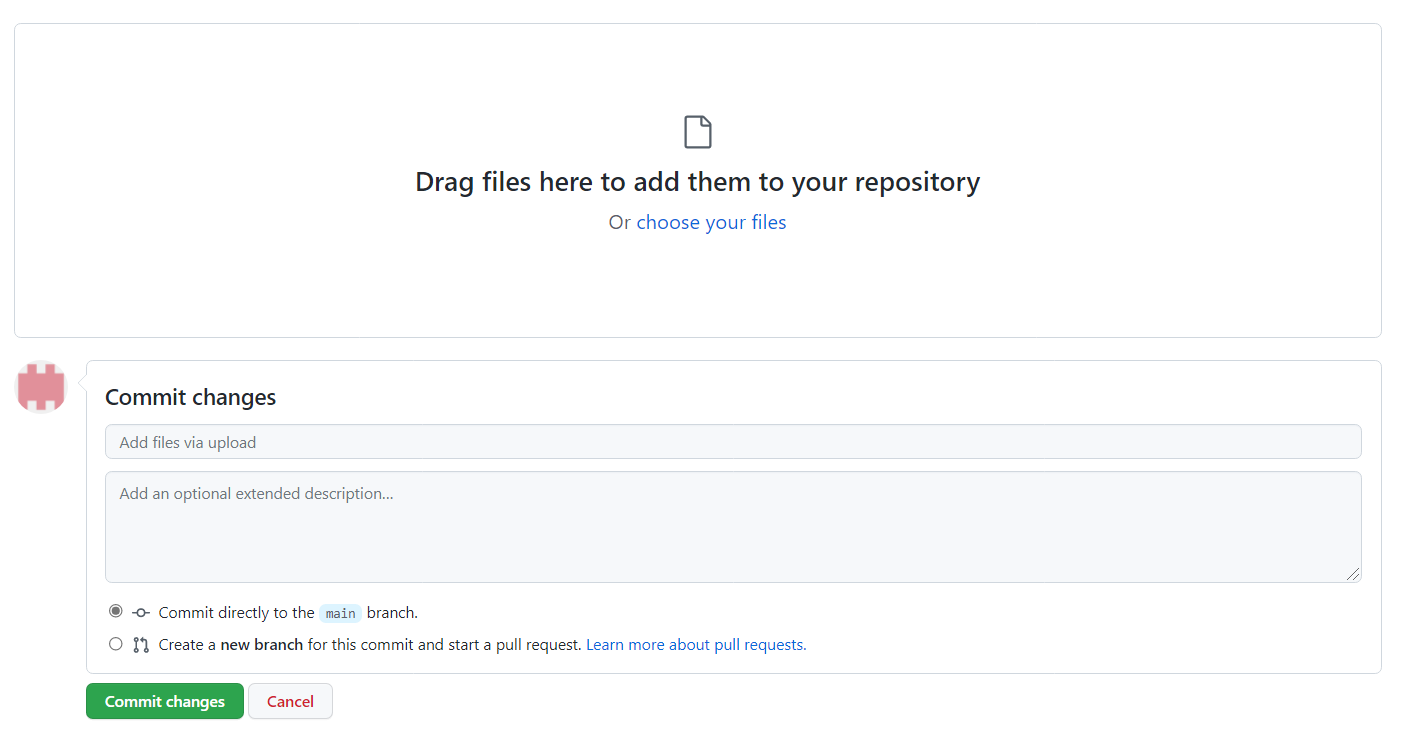 Drag files here to add them to your repository
Or choose your files
Commit changes
Add files via upload
Add an optional extended description...
Commit directly to the main branch.
Create a new branch for this commit and start a pull request. Learn more about pull requests.
Commit changes Cancel